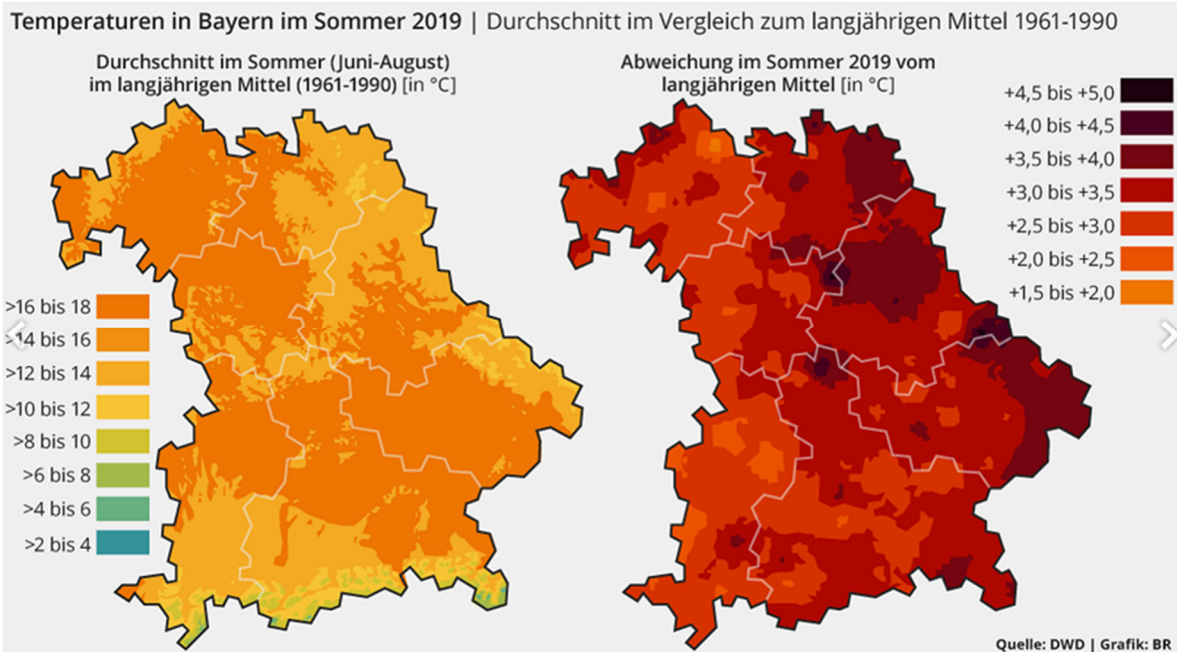 Temperaturen in Bayern im Sommer 2019 | Durchschnitt im Vergleich zum langjährigen Mittel 1961-1990
Durchschnitt im Sommer (Juni-August)
im langjährigen Mittel (1961-1990) [in °C]
>16 bis 18
>14 bis 16
>12 bis 14
>10 bis 12
>8 bis 10
>6 bis 8
>4 bis 6
>2 bis 4
Abweichung im Sommer 2019 vom
langjährigen Mittel [in °C]
+4,5 bis +5,0
+4,0 bis +4,5
+3,5 bis +4,0
+3,0 bis +3,5
+2,5 bis +3,0
+2,0 bis +2,5
+1,5 bis +2,0
Quelle: DWD | Grafik: BR